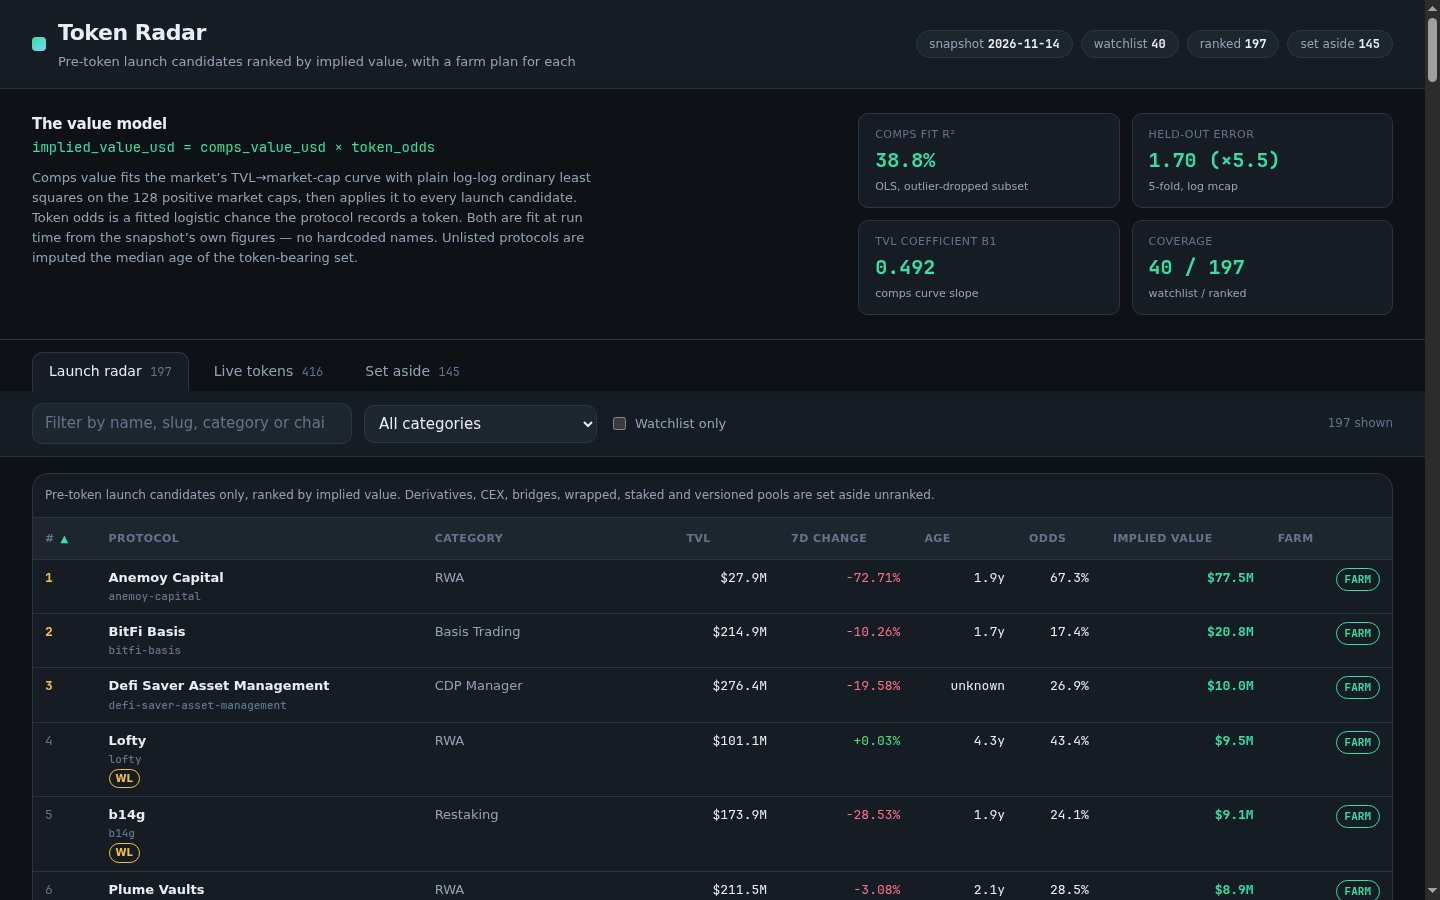 Token Radar
Pre-token launch candidates ranked by implied value, with a farm plan for each
snapshot 2026-11-14
watchlist 40
ranked 197
set aside 145
The value model
implied_value_usd = comps_value_usd × token_odds
Comps value fits the market’s TVL→market-cap curve with plain log-log ordinary least
squares on the 128 positive market caps, then applies it to every launch candidate.
Token odds is a fitted logistic chance the protocol records a token. Both are fit at run
time from the snapshot’s own figures — no hardcoded names. Unlisted protocols are
imputed the median age of the token-bearing set.
COMPS FIT R²
38.8%
OLS, outlier-dropped subset
HELD-OUT ERROR
1.70 (×5.5)
5-fold, log mcap
TVL COEFFICIENT B1
0.492
comps curve slope
COVERAGE
40 / 197
watchlist / ranked
Launch radar 197
Live tokens 416
Set aside 145
Filter by name, slug, category or chai
All categories
Watchlist only
197 shown
Pre-token launch candidates only, ranked by implied value. Derivatives, CEX, bridges, wrapped, staked and versioned pools are set aside unranked.
# ▲ PROTOCOL CATEGORY TVL 7D CHANGE AGE ODDS IMPLIED VALUE FARM
1 Anemoy Capital RWA $27.9M -72.71% 1.9y 67.3% $77.5M FARM
anemoy-capital
2 BitFi Basis Basis Trading $214.9M -10.26% 1.7y 17.4% $20.8M FARM
bitfi-basis
3 Defi Saver Asset Management CDP Manager $276.4M -19.58% unknown 26.9% $10.0M FARM
defi-saver-asset-management
4 Lofty RWA $101.1M +0.03% 4.3y 43.4% $9.5M FARM
lofty
WL
5 b14g Restaking $173.9M -28.53% 1.9y 24.1% $9.1M FARM
b14g
WL
6 Plume Vaults RWA $211.5M -3.08% 2.1y 28.5% $8.9M FARM